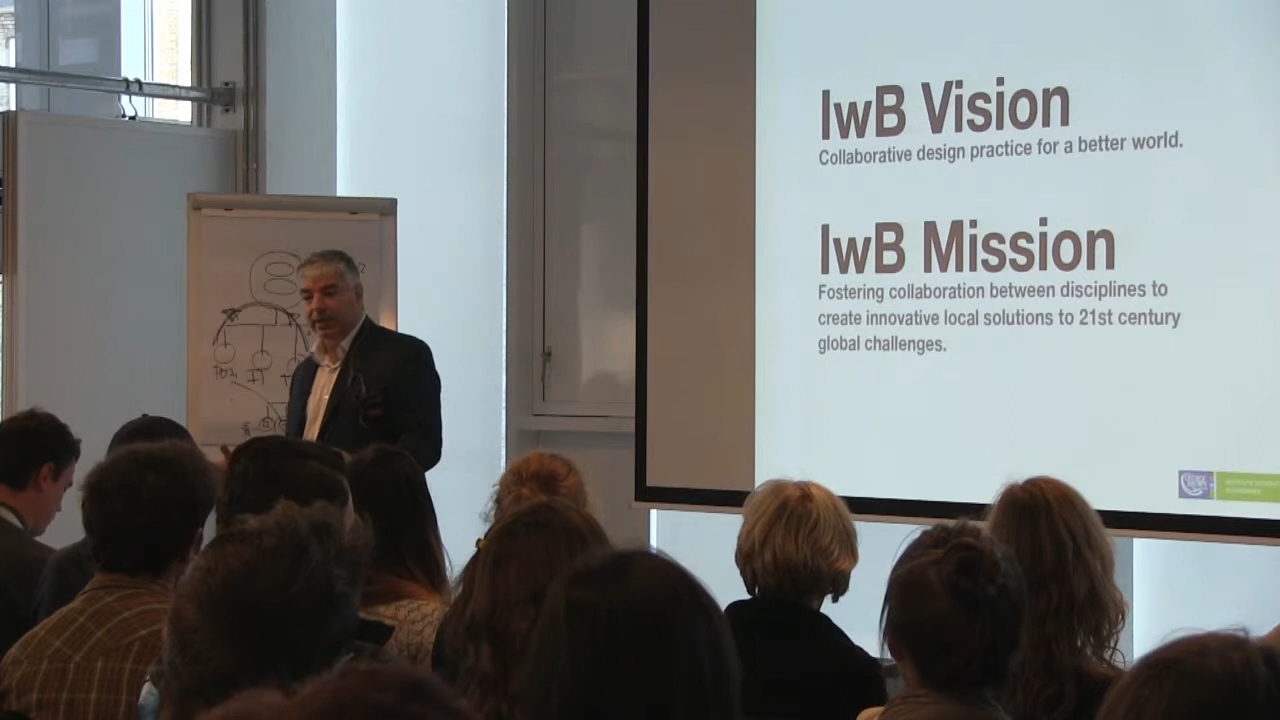 IwB Vision
Collaborative design practice for a better world.
IwB Mission
Fostering collaboration between disciplines to
create innovative local solutions to 21st century
global challenges.